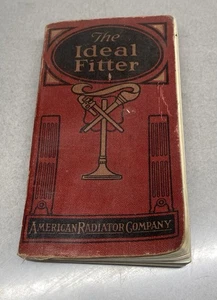 The
Ideal
Fitter
AMERICAN RADIATOR COMPANY